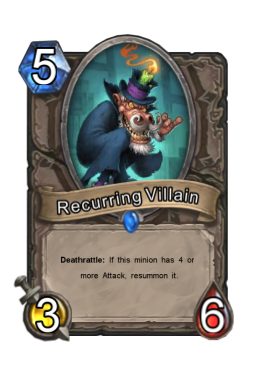 5
Recurring Villain
Deathrattle: If this minion has 4 or
more Attack, resummon it.
3
6